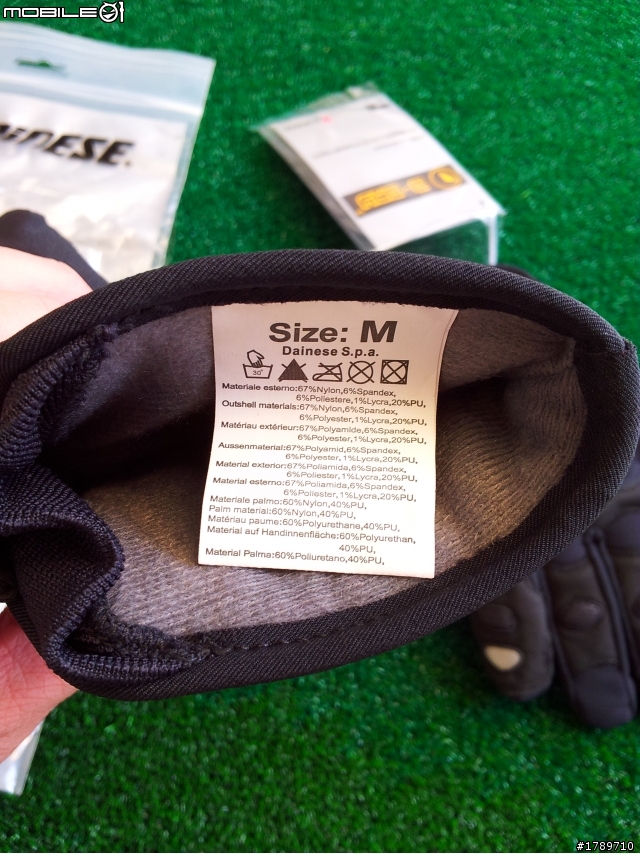 MOBILE01
DAINESE.
Size: M
Dainese S.p.a.
30°
Materiale esterno:67%Nylon,6%Spandex,
6%Poliestere,1%Lycra,20%PU,
Outshell materials:67%Nylon,6%Spandex,
6%Polyester,1%Lycra,20%PU,
Matériau extérieur:67%Polyamide,6%Spandex,
6%Polyester,1%Lycra,20%PU,
Aussenmaterial:67%Polyamid,6%Spandex,
6%Polyester,1%Lycra,20%PU,
Material exterior:67%Poliamida,6%Spandex,
6%Poliester,1%Lycra,20%PU,
Material esterno:67%Poliamida,6%Spandex,
6%Poliester,1%Lycra,20%PU,
Materiale palmo:60%Nylon,40%PU,
Palm material:60%Nylon,40%PU,
Matériau paume:60%Polyurethane,40%PU,
Material auf Handinnenfläche:60%Polyurethan,
40%PU,
Material Palma:60%Poliuretano,40%PU,
#1789710